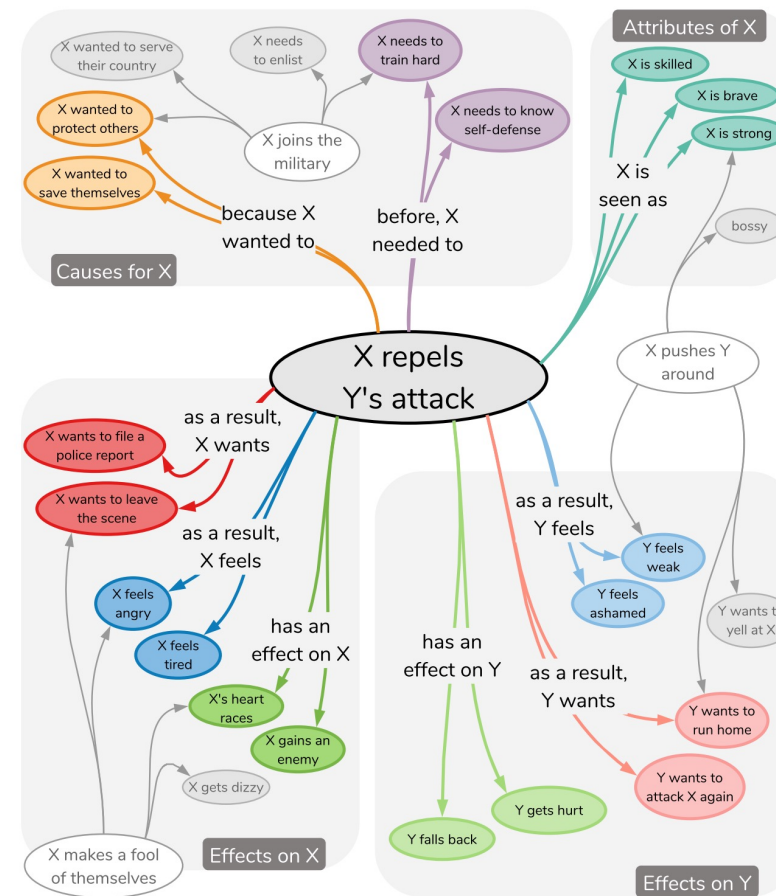 Attributes of X
X wanted to serve
their country
X needs
to enlist
X needs to
train hard
X is skilled
X is brave
X is strong
X wanted to
protect others
X needs to know
self-defense
X joins the
military
X wanted to
save themselves
X is
seen as
because X
wanted to
before, X
needed to
bossy
Causes for X
X repels
Y's attack
X pushes Y
around
as a result,
X wants
X wants to file a
police report
X wants to leave
the scene
as a result,
X feels
as a result,
Y feels
Y feels
weak
X feels
angry
Y feels
ashamed
X feels
tired
has an
effect on X
has an
effect on Y
Y wants t
yell at X
as a result,
Y wants
X's heart
races
Y wants to
run home
X gains an
enemy
X gets dizzy
Y wants to
attack X again
Y gets hurt
Y falls back
X makes a fool
of themselves
Effects on X
Effects on Y